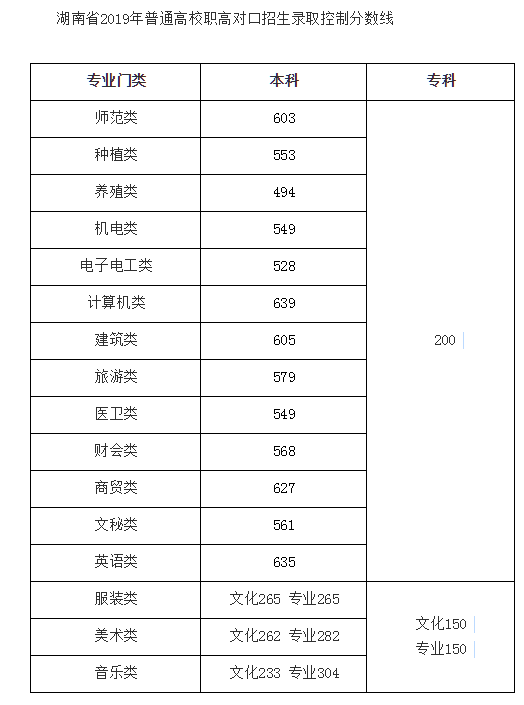 湖南省2019年普通高校职高对口招生录取控制分数线
专业门类 本科 专科
师范类 603
种植类 553
养殖类 494
机电类 549
电子电工类 528
计算机类 639
建筑类 605 200
旅游类 579
医卫类 549
财会类 568
商贸类 627
文秘类 561
英语类 635
服装类 文化265 专业265
美术类 文化262 专业282 文化150
专业150
音乐类 文化233 专业304